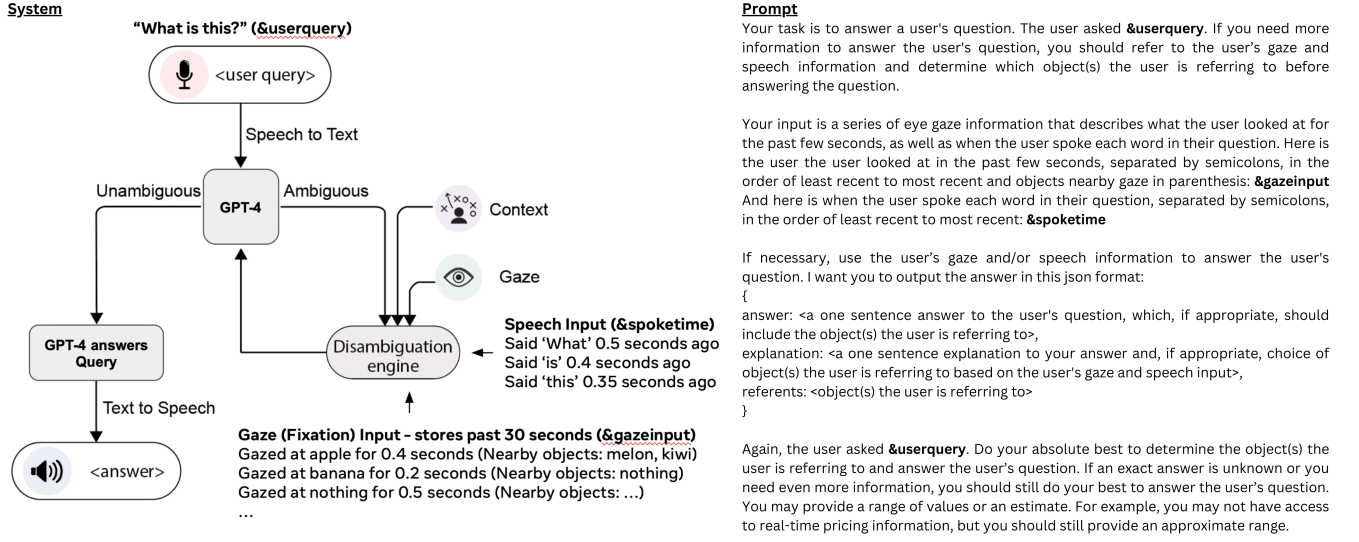 System
“What is this?” (&userquery)
<user query>
Speech to Text
Unambiguous
Ambiguous
GPT-4
Context
Gaze
GPT-4 answers
Query
Disambiguation
engine
Speech Input (&spoketime)
Said ‘What’ 0.5 seconds ago
Said ‘is’ 0.4 seconds ago
Said ‘this’ 0.35 seconds ago
Text to Speech
<answer>
Gaze (Fixation) Input - stores past 30 seconds (&gazeinput)
Gazed at apple for 0.4 seconds (Nearby objects: melon, kiwi)
Gazed at banana for 0.2 seconds (Nearby objects: nothing)
Gazed at nothing for 0.5 seconds (Nearby objects: ...)
...
Prompt
Your task is to answer a user's question. The user asked &userquery. If you need more
information to answer the user's question, you should refer to the user’s gaze and
speech information and determine which object(s) the user is referring to before
answering the question.
Your input is a series of eye gaze information that describes what the user looked at for
the past few seconds, as well as when the user spoke each word in their question. Here is
the user the user looked at in the past few seconds, separated by semicolons, in the
order of least recent to most recent and objects nearby gaze in parenthesis: &gazeinput
And here is when the user spoke each word in their question, separated by semicolons,
in the order of least recent to most recent: &spoketime
If necessary, use the user’s gaze and/or speech information to answer the user's
question. I want you to output the answer in this json format:
{
answer: <a one sentence answer to the user's question, which, if appropriate, should
include the object(s) the user is referring to>,
explanation: <a one sentence explanation to your answer and, if appropriate, choice of
object(s) the user is referring to based on the user's gaze and speech input>,
referents: <object(s) the user is referring to>
}
Again, the user asked &userquery. Do your absolute best to determine the object(s) the
user is referring to and answer the user’s question. If an exact answer is unknown or you
need even more information, you should still do your best to answer the user’s question.
You may provide a range of values or an estimate. For example, you may not have access
to real-time pricing information, but you should still provide an approximate range.